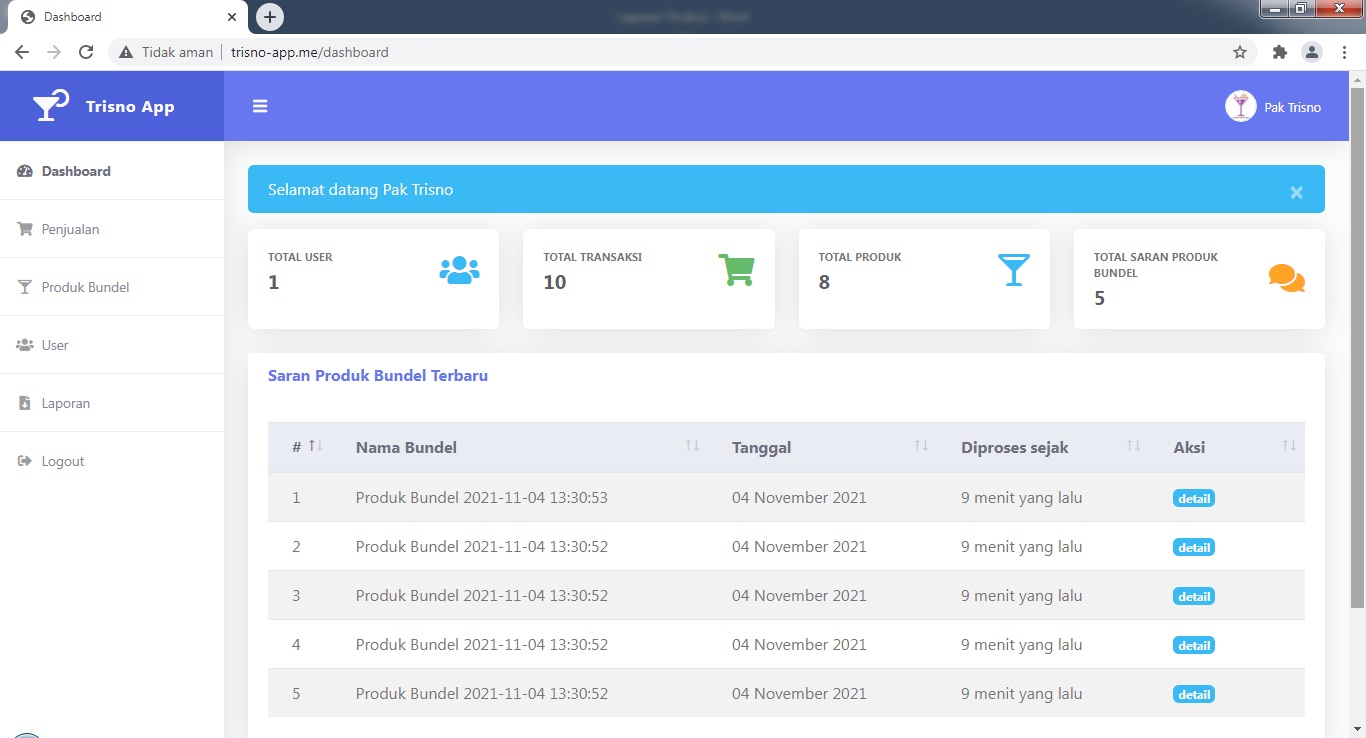 Dashboard
Tidak aman trisno-app.me/dashboard
Trisno App
Pak Trisno
Dashboard
Penjualan
Produk Bundel
User
Laporan
Logout
Selamat datang Pak Trisno
×
TOTAL USER
1
TOTAL TRANSAKSI
10
TOTAL PRODUK
8
TOTAL SARAN PRODUK
BUNDEL
5
Saran Produk Bundel Terbaru
# Nama Bundel Tanggal Diproses sejak Aksi
1 Produk Bundel 2021-11-04 13:30:53 04 November 2021 9 menit yang lalu detail
2 Produk Bundel 2021-11-04 13:30:52 04 November 2021 9 menit yang lalu detail
3 Produk Bundel 2021-11-04 13:30:52 04 November 2021 9 menit yang lalu detail
4 Produk Bundel 2021-11-04 13:30:52 04 November 2021 9 menit yang lalu detail
5 Produk Bundel 2021-11-04 13:30:52 04 November 2021 9 menit yang lalu detail